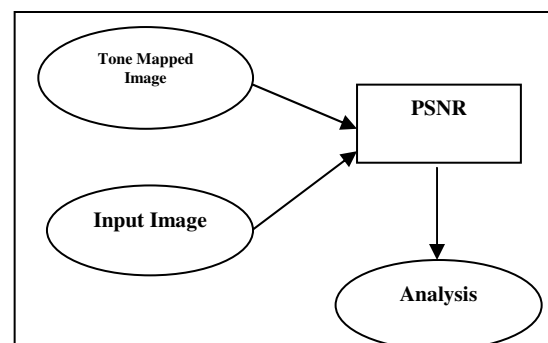 Tone Mapped
Image
PSNR
Input Image
Analysis